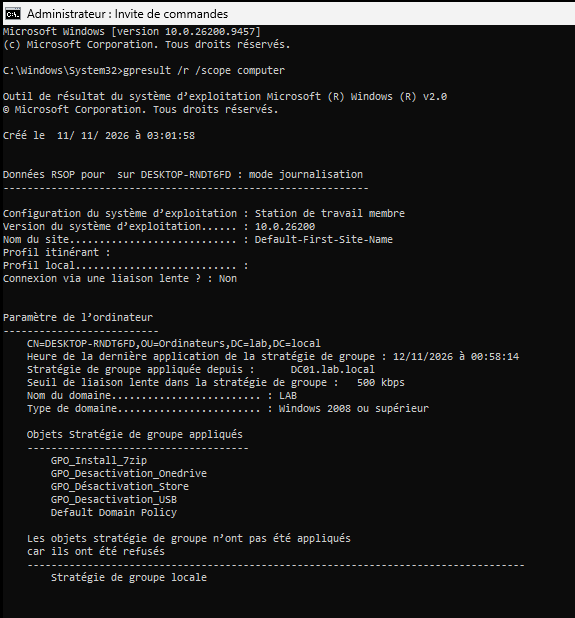 Administrateur : Invite de commandes
Microsoft Windows [version 10.0.26200.9457]
(c) Microsoft Corporation. Tous droits réservés.
C:\Windows\System32>gpresult /r /scope computer
Outil de résultat du système d’exploitation Microsoft (R) Windows (R) v2.0
© Microsoft Corporation. Tous droits réservés.
Créé le  11/ 11/ 2026 à 03:01:58
Données RSOP pour  sur DESKTOP-RNDT6FD : mode journalisation
-----------------------------------------------------------
Configuration du système d’exploitation : Station de travail membre
Version du système d’exploitation...... : 10.0.26200
Nom du site............................ : Default-First-Site-Name
Profil itinérant :
Profil local........................... :
Connexion via une liaison lente ? : Non
Paramètre de l’ordinateur
-------------------------
CN=DESKTOP-RNDT6FD,OU=Ordinateurs,DC=lab,DC=local
Heure de la dernière application de la stratégie de groupe : 12/11/2026 à 00:58:14
Stratégie de groupe appliquée depuis :      DC01.lab.local
Seuil de liaison lente dans la stratégie de groupe :   500 kbps
Nom du domaine......................... : LAB
Type de domaine........................ : Windows 2008 ou supérieur
Objets Stratégie de groupe appliqués
------------------------------------
GPO_Install_7zip
GPO_Desactivation_Onedrive
GPO_Désactivation_Store
GPO_Desactivation_USB
Default Domain Policy
Les objets stratégie de groupe n’ont pas été appliqués
car ils ont été refusés
--------------------------------------------------------------------------------
Stratégie de groupe locale